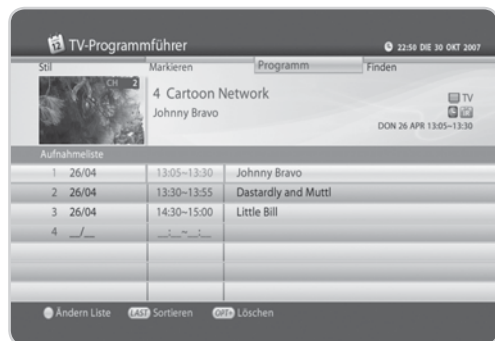 12 TV-Programmführer 22:50 DIE 30 OKT 2007
Stil Markieren Programm Finden
CH 2
4 Cartoon Network TV
Johnny Bravo
DON 26 APR 13:05~13:30
Aufnahmeliste
1 26/04 13:05~13:30 Johnny Bravo
2 26/04 13:30~13:55 Dastardly and Muttl
3 26/04 14:30~15:00 Little Bill
4 __/__ __:__~__:__
Ändern Liste LAST Sortieren OPT+ Löschen